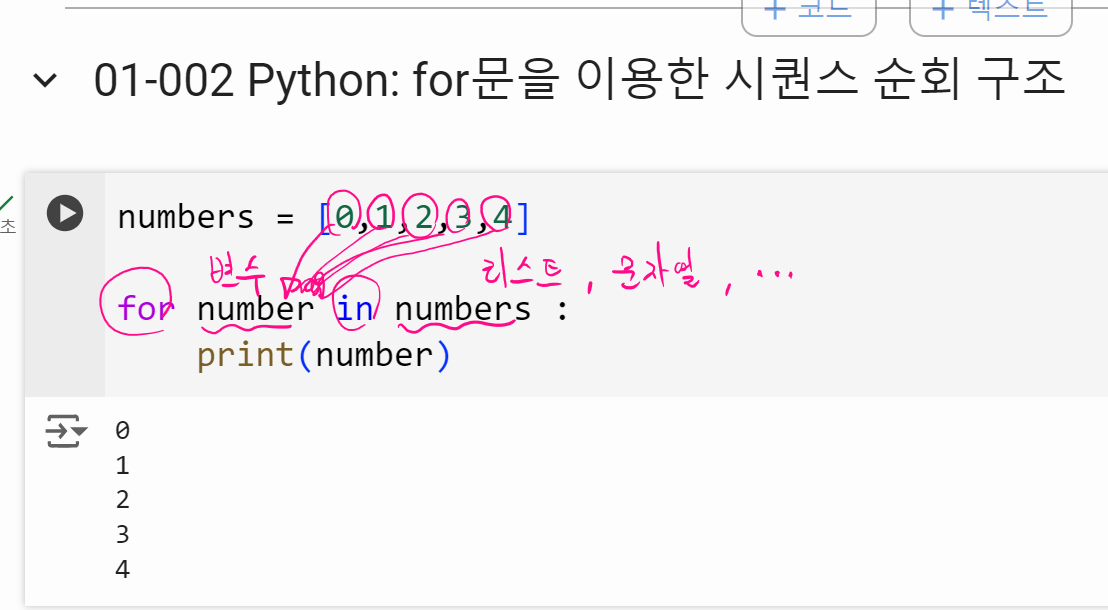 + 코드 + 텍스트
01-002 Python: for문을 이용한 시퀀스 순회 구조
초
numbers = [0,1,2,3,4]
변수 리스트, 문자열, ...
for number in numbers :
print(number)
0
1
2
3
4